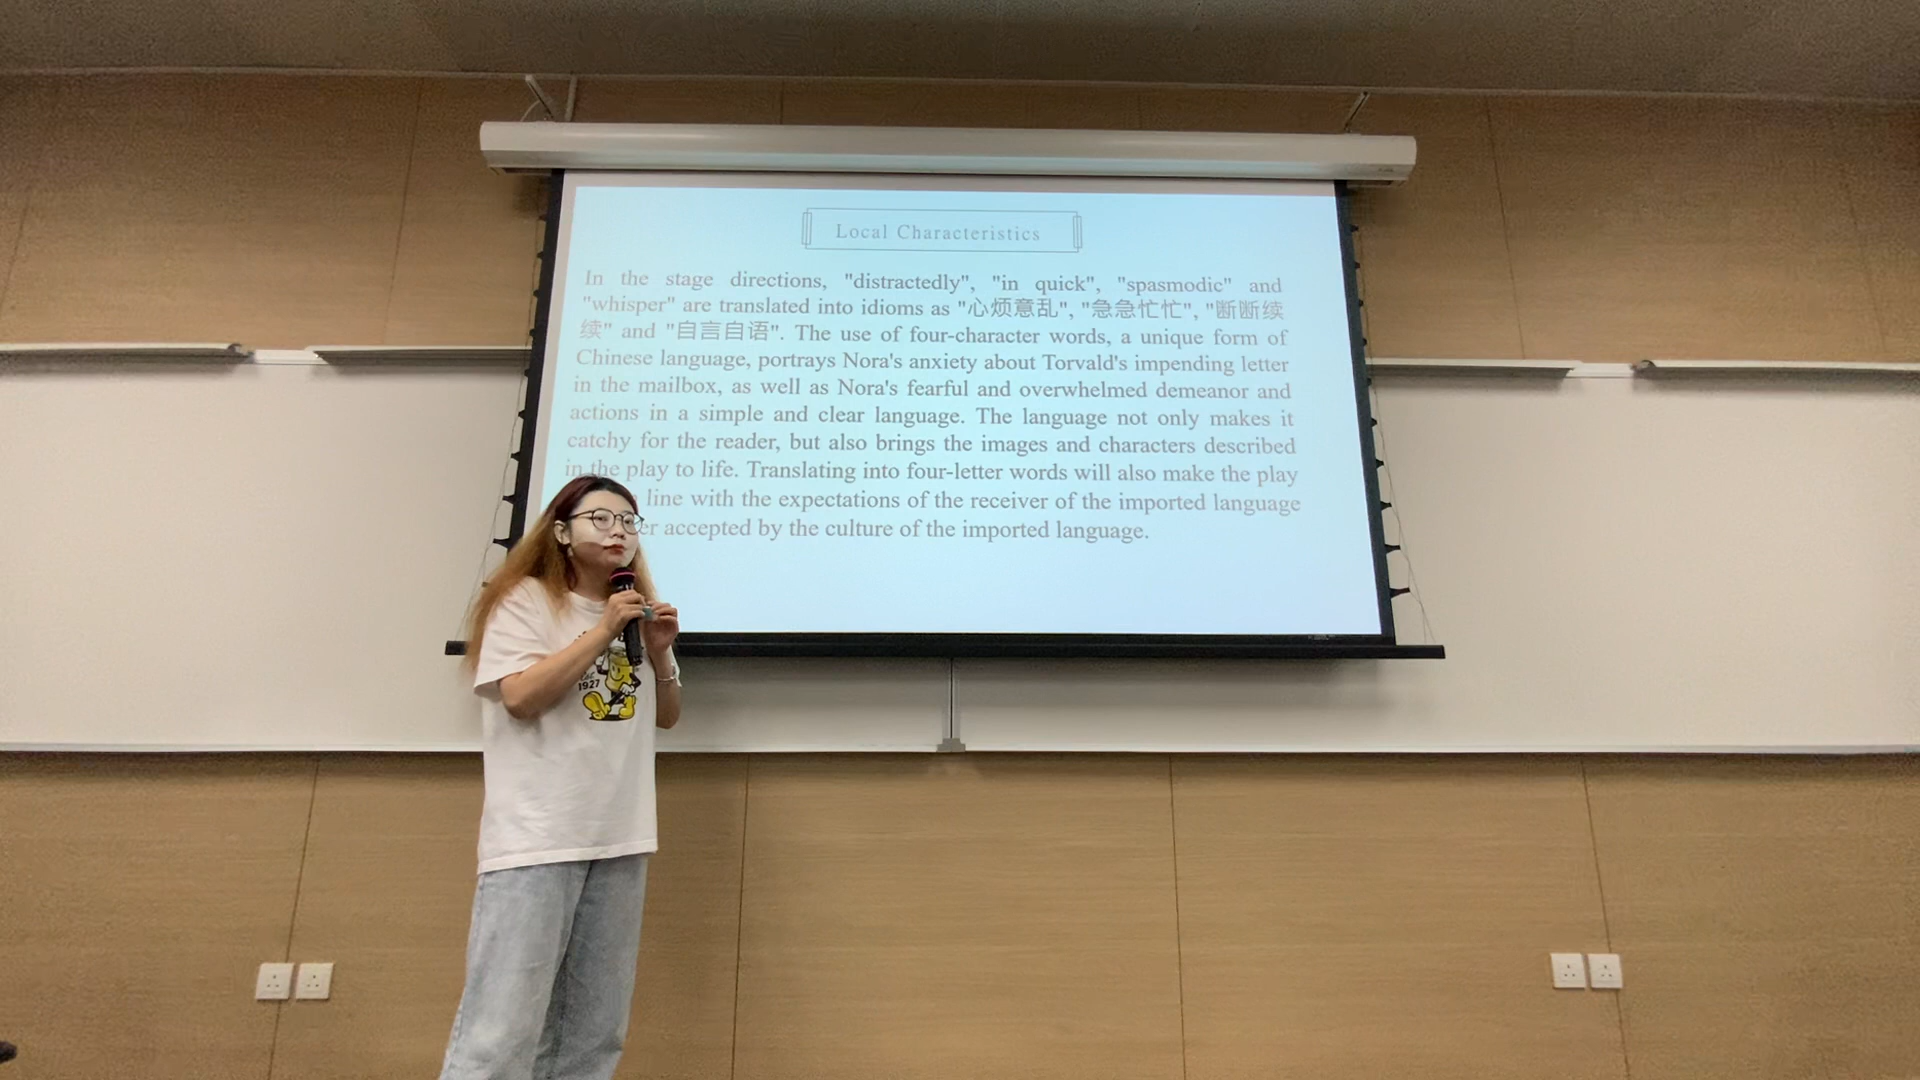 Local Characteristics
In the stage directions, "distractedly", "in quick", "spasmodic" and
"whisper" are translated into idioms as "心烦意乱", "急急忙忙", "断断续
续" and "自言自语". The use of four-character words, a unique form of
Chinese language, portrays Nora's anxiety about Torvald's impending letter
in the mailbox, as well as Nora's fearful and overwhelmed demeanor and
actions in a simple and clear language. The language not only makes it
catchy for the reader, but also brings the images and characters described
in the play to life. Translating into four-letter words will also make the play
line with the expectations of the receiver of the imported language
accepted by the culture of the imported language.
1927